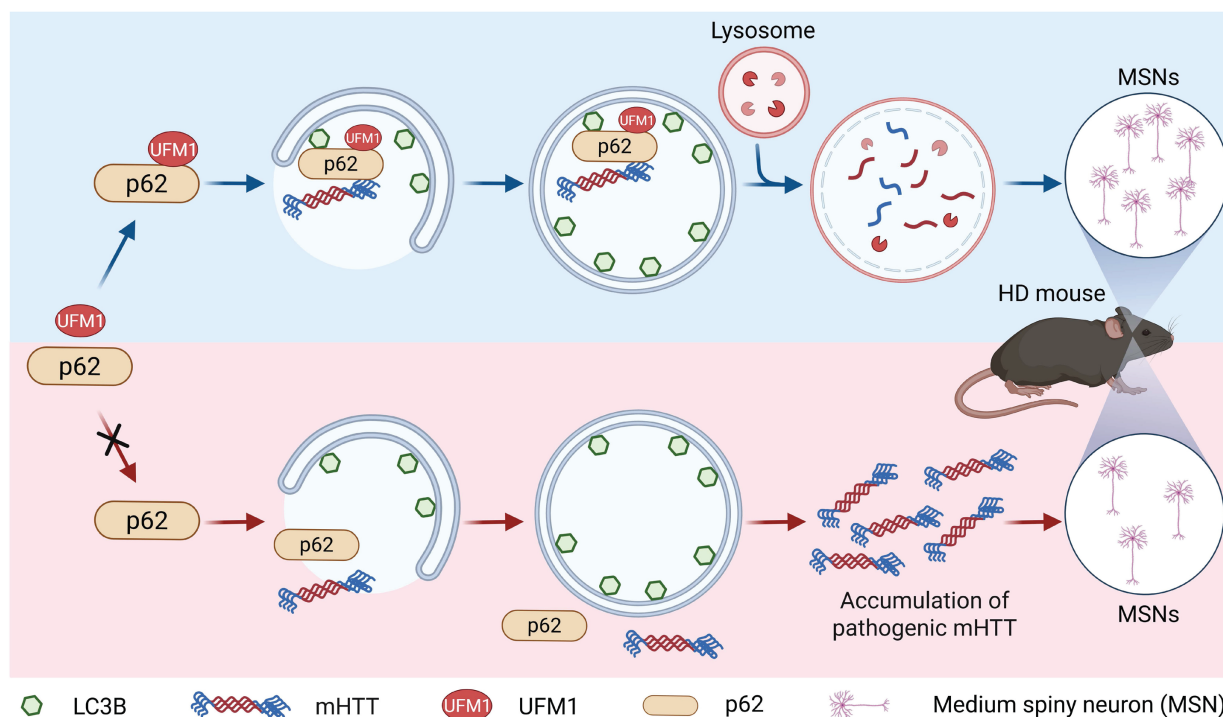 Lysosome
MSNs
UFM1
p62
UFM1
p62
UFM1
p62
HD mouse
UFM1
p62
p62
p62
p62
Accumulation of
pathogenic mHTT
MSNs
LC3B
mHTT
UFM1
UFM1
p62
Medium spiny neuron (MSN)